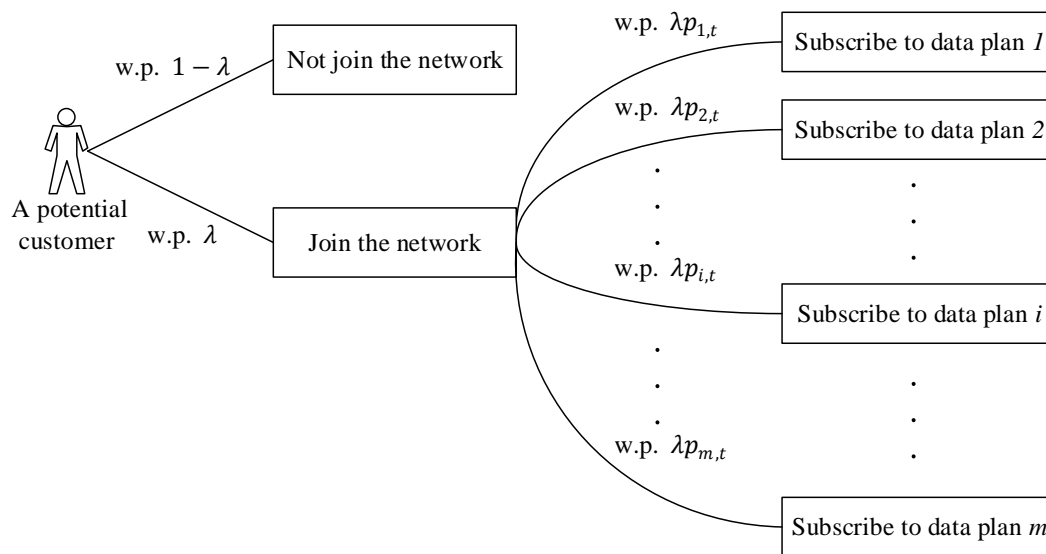 w.p. λp₁,ₜ
Subscribe to data plan 1
w.p. 1 − λ
Not join the network
w.p. λp₂,ₜ
Subscribe to data plan 2
A potential
customer
w.p. λ
Join the network
w.p. λpᵢ,ₜ
Subscribe to data plan i
w.p. λpₘ,ₜ
Subscribe to data plan m